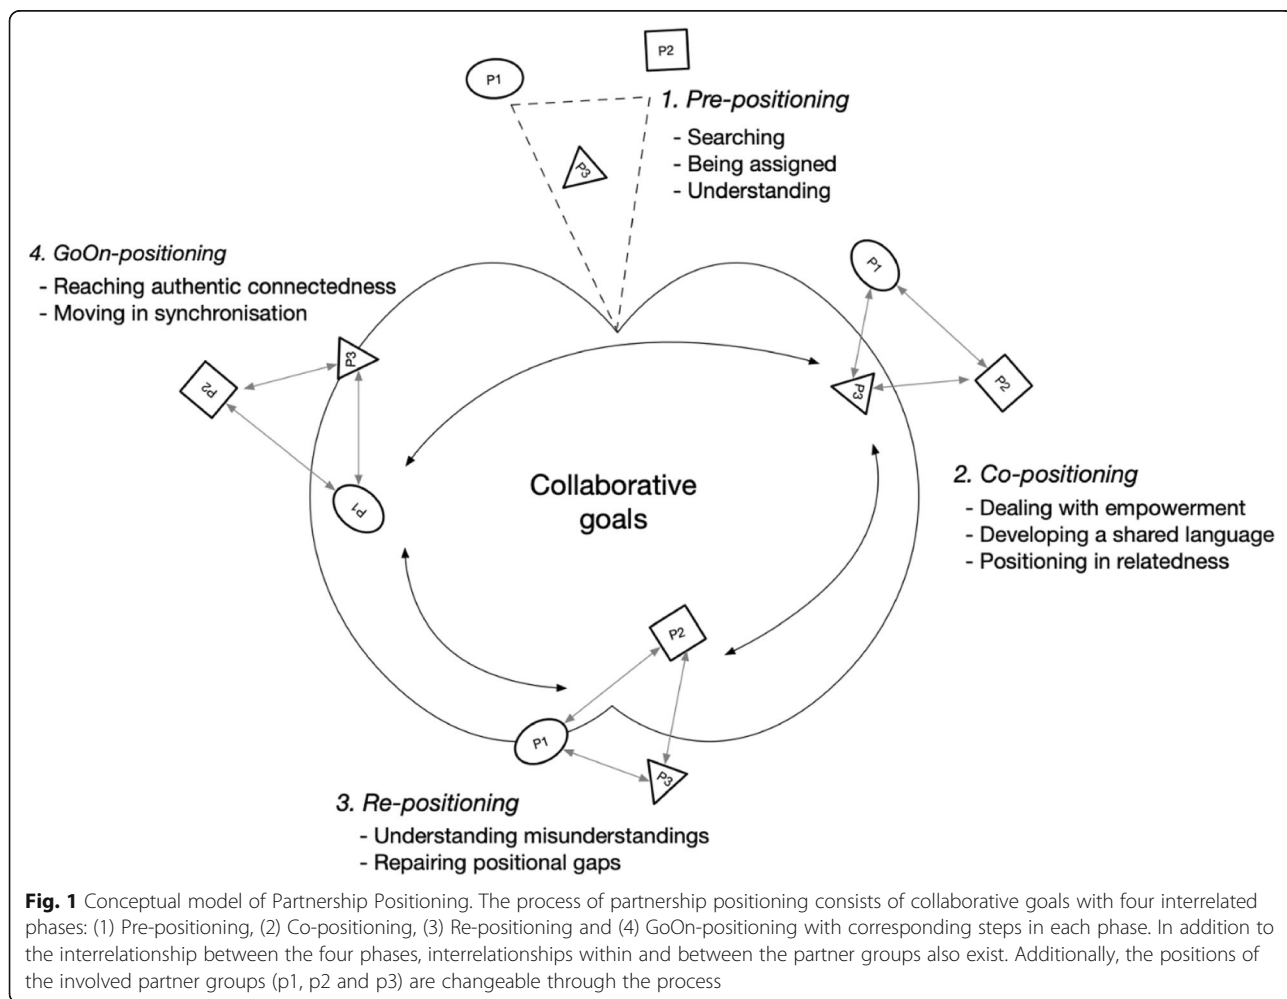 P1
P2
P3
1. Pre-positioning
- Searching
- Being assigned
- Understanding
4. GoOn-positioning
- Reaching authentic connectedness
- Moving in synchronisation
P3
P2
P1
P1
P3
P2
2. Co-positioning
- Dealing with empowerment
- Developing a shared language
- Positioning in relatedness
Collaborative
goals
P2
P1
P3
3. Re-positioning
- Understanding misunderstandings
- Repairing positional gaps
Fig. 1 Conceptual model of Partnership Positioning. The process of partnership positioning consists of collaborative goals with four interrelated
phases: (1) Pre-positioning, (2) Co-positioning, (3) Re-positioning and (4) GoOn-positioning with corresponding steps in each phase. In addition to
the interrelationship between the four phases, interrelationships within and between the partner groups also exist. Additionally, the positions of
the involved partner groups (p1, p2 and p3) are changeable through the process